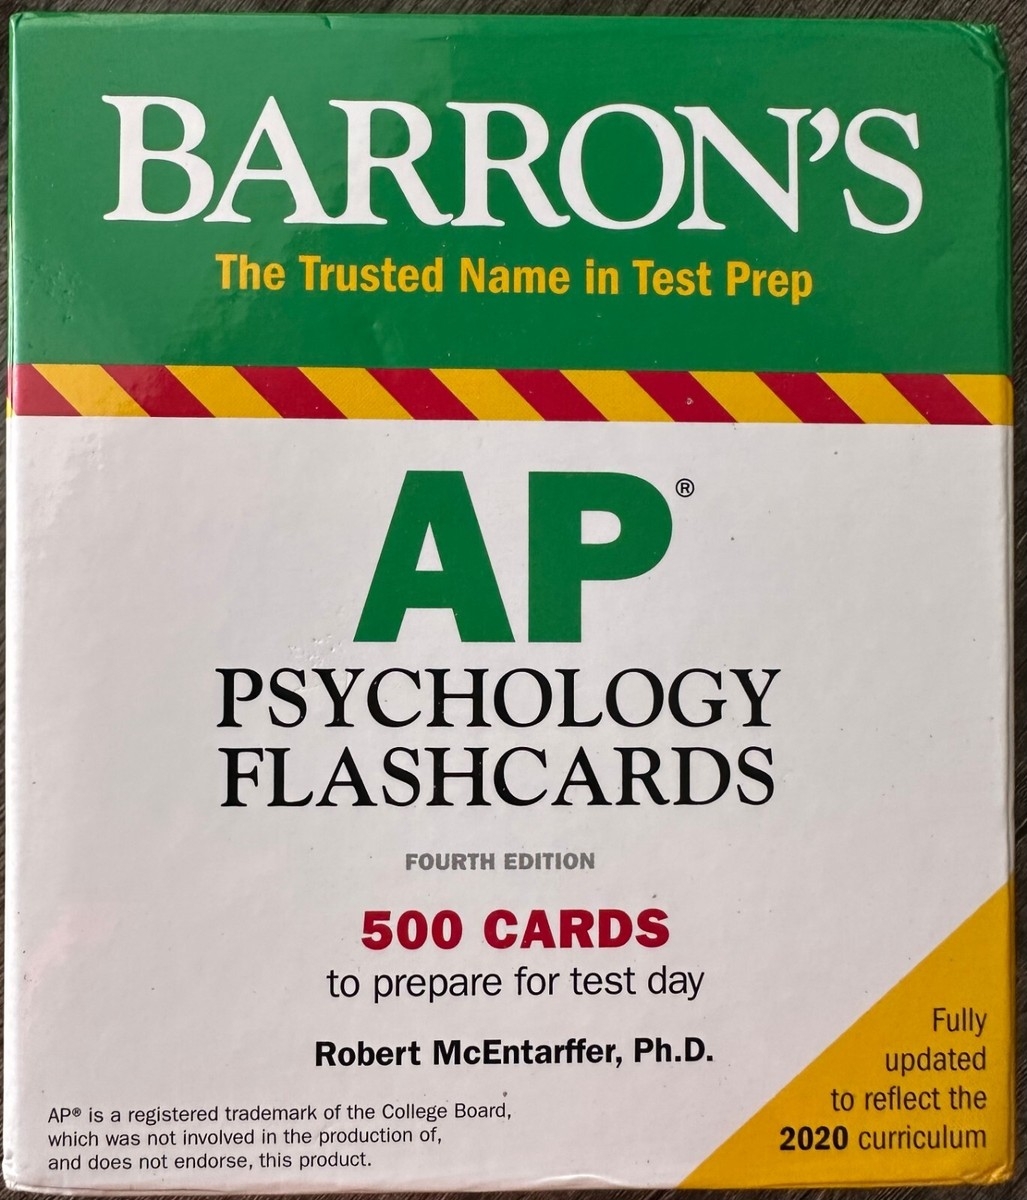 BARRON'S
The Trusted Name in Test Prep
AP®
PSYCHOLOGY
FLASHCARDS
FOURTH EDITION
500 CARDS
to prepare for test day
Robert McEntarffer, Ph.D.
AP® is a registered trademark of the College Board,
which was not involved in the production of,
and does not endorse, this product.
Fully
updated
to reflect the
2020 curriculum